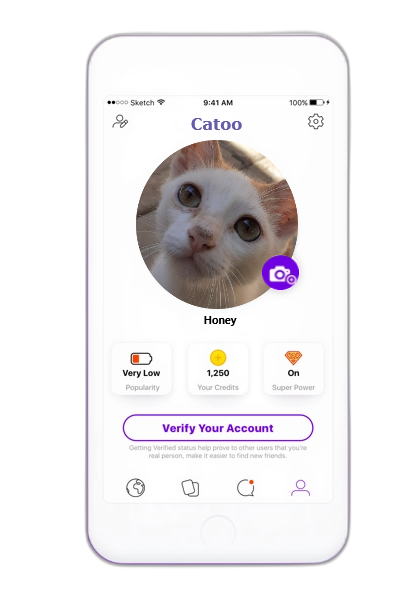 Sketch 9:41 AM 100%
Catoo
Honey
Very Low 1,250 On
Popularity Your Credits Super Power
Verify Your Account
Getting Verified status help prove to other users that you're
real person, make it easier to find new friends.